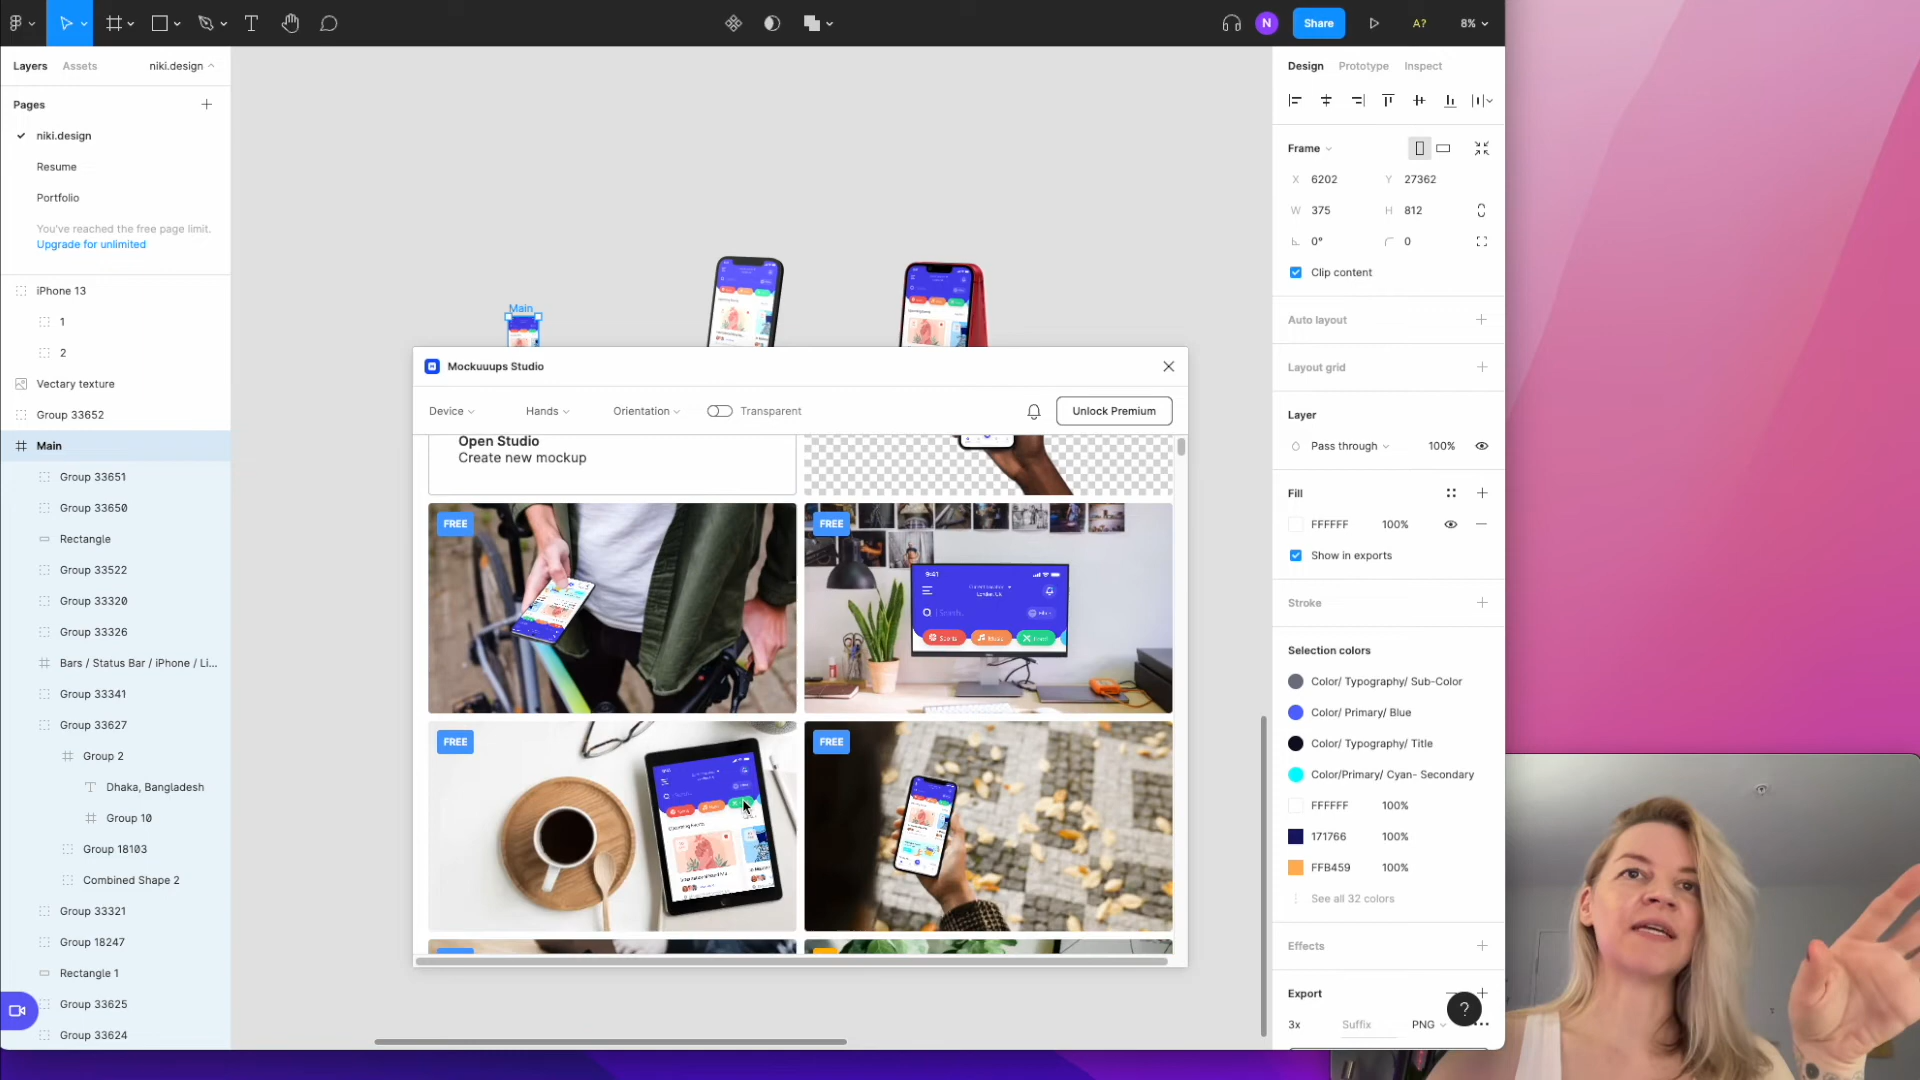 N
Share
A?
8%
Layers
Assets
niki.design
Pages
niki.design
Resume
Portfolio
You've reached the free page limit.
Upgrade for unlimited
iPhone 13
1
2
Vectary texture
Group 33652
Main
Group 33651
Group 33650
Rectangle
Group 33522
Group 33320
Group 33326
Bars / Status Bar / iPhone / Li...
Group 33341
Group 33627
Group 2
Dhaka, Bangladesh
Group 10
Group 18103
Combined Shape 2
Group 33321
Group 18247
Rectangle 1
Group 33625
Group 33624
Main
Mockuuups Studio
Device
Hands
Orientation
Transparent
Unlock Premium
Open Studio
Create new mockup
FREE
FREE
9:41
Search...
Sports
Music
FREE
FREE
Design
Prototype
Inspect
Frame
X 6202
Y 27362
W 375
H 812
0°
0
Clip content
Auto layout
Layout grid
Layer
Pass through
100%
Fill
FFFFFF 100%
Show in exports
Stroke
Selection colors
Color/ Typography/ Sub-Color
Color/ Primary/ Blue
Color/ Typography/ Title
Color/Primary/ Cyan- Secondary
FFFFFF 100%
171766 100%
FFB459 100%
See all 32 colors
Effects
Export
?
3x
Suffix
PNG